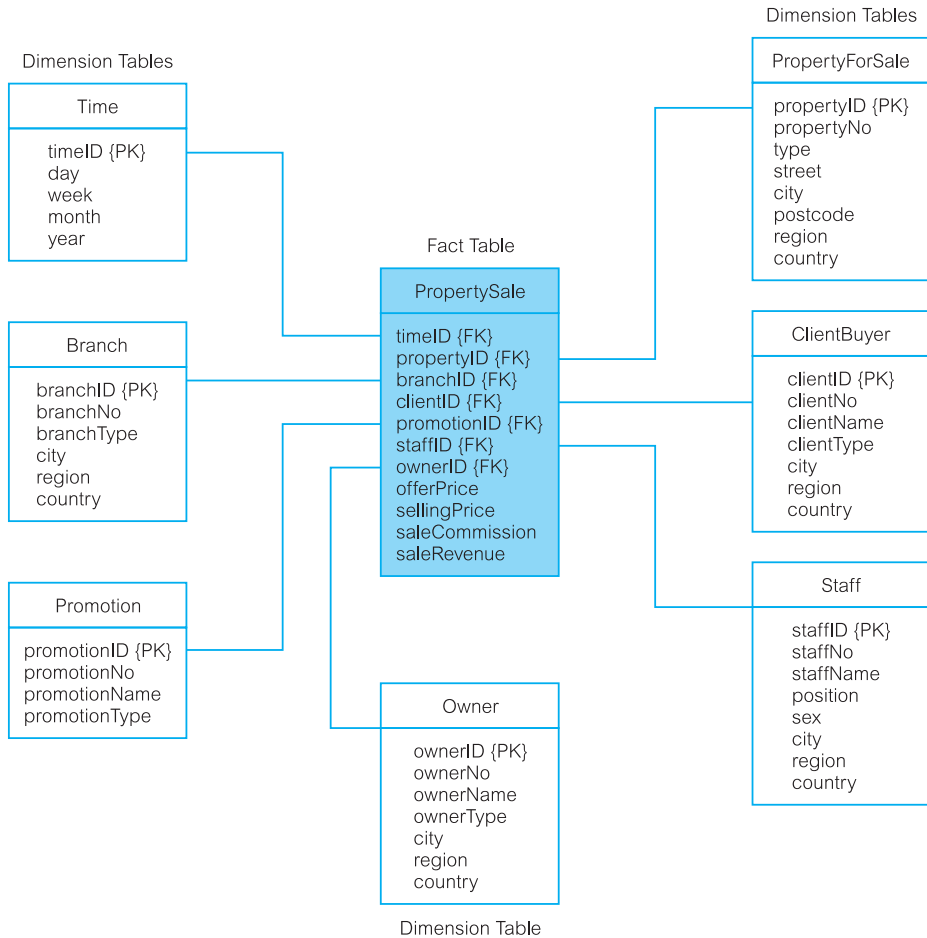 Dimension Tables
Time
timeID {PK}
day
week
month
year
Branch
branchID {PK}
branchNo
branchType
city
region
country
Promotion
promotionID {PK}
promotionNo
promotionName
promotionType
Fact Table
PropertySale
timeID {FK}
propertyID {FK}
branchID {FK}
clientID {FK}
promotionID {FK}
staffID {FK}
ownerID {FK}
offerPrice
sellingPrice
saleCommission
saleRevenue
Owner
ownerID {PK}
ownerNo
ownerName
ownerType
city
region
country
Dimension Table
Dimension Tables
PropertyForSale
propertyID {PK}
propertyNo
type
street
city
postcode
region
country
ClientBuyer
clientID {PK}
clientNo
clientName
clientType
city
region
country
Staff
staffID {PK}
staffNo
staffName
position
sex
city
region
country